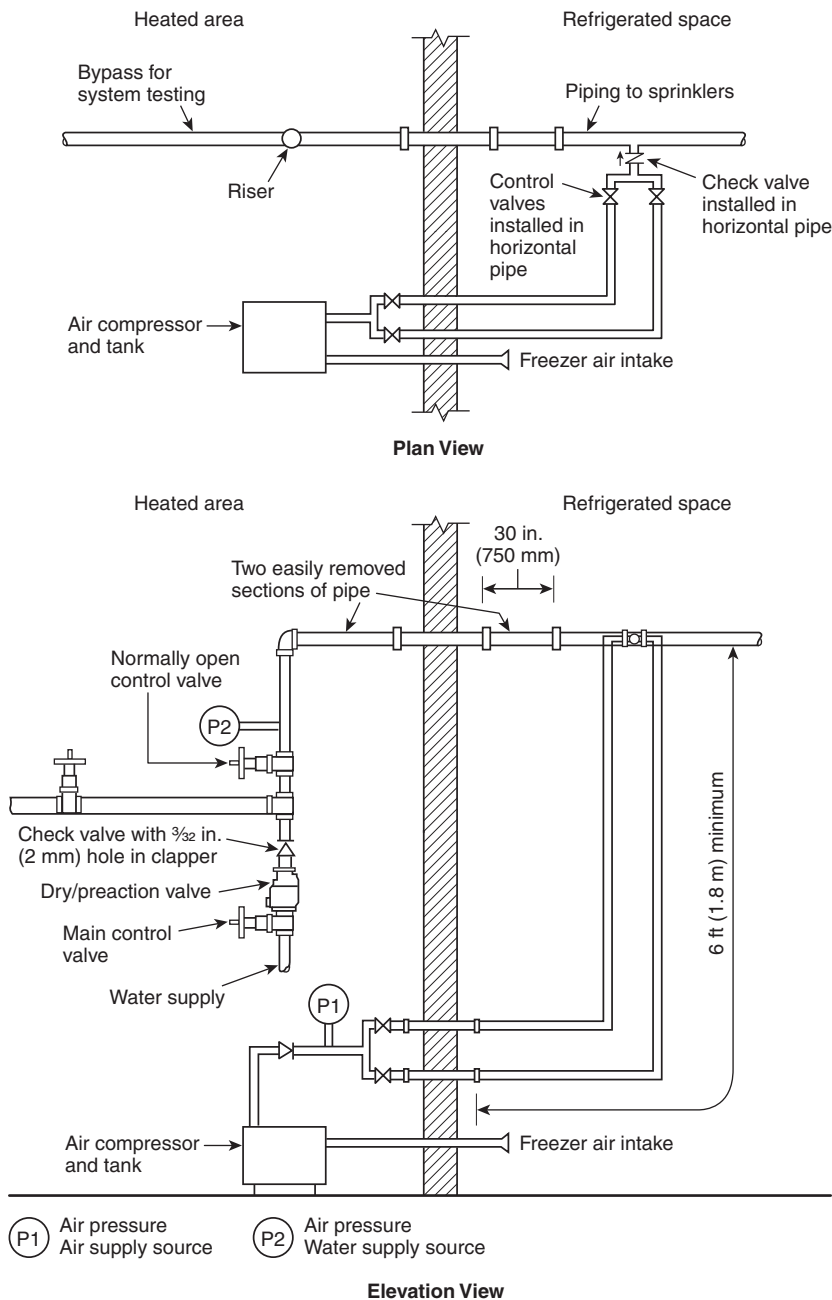 Heated area
Refrigerated space
Bypass for
system testing
Piping to sprinklers
Riser
Control
valves
installed in
horizontal
pipe
Check valve
installed in
horizontal pipe
Air compressor
and tank
Freezer air intake
Plan View
Heated area
Refrigerated space
30 in.
(750 mm)
Two easily removed
sections of pipe
Normally open
control valve
P2
Check valve with 3⁄32 in.
(2 mm) hole in clapper
Dry/preaction valve
Main control
valve
Water supply
P1
6 ft (1.8 m) minimum
Air compressor
and tank
Freezer air intake
P1 Air pressure
Air supply source
P2 Air pressure
Water supply source
Elevation View